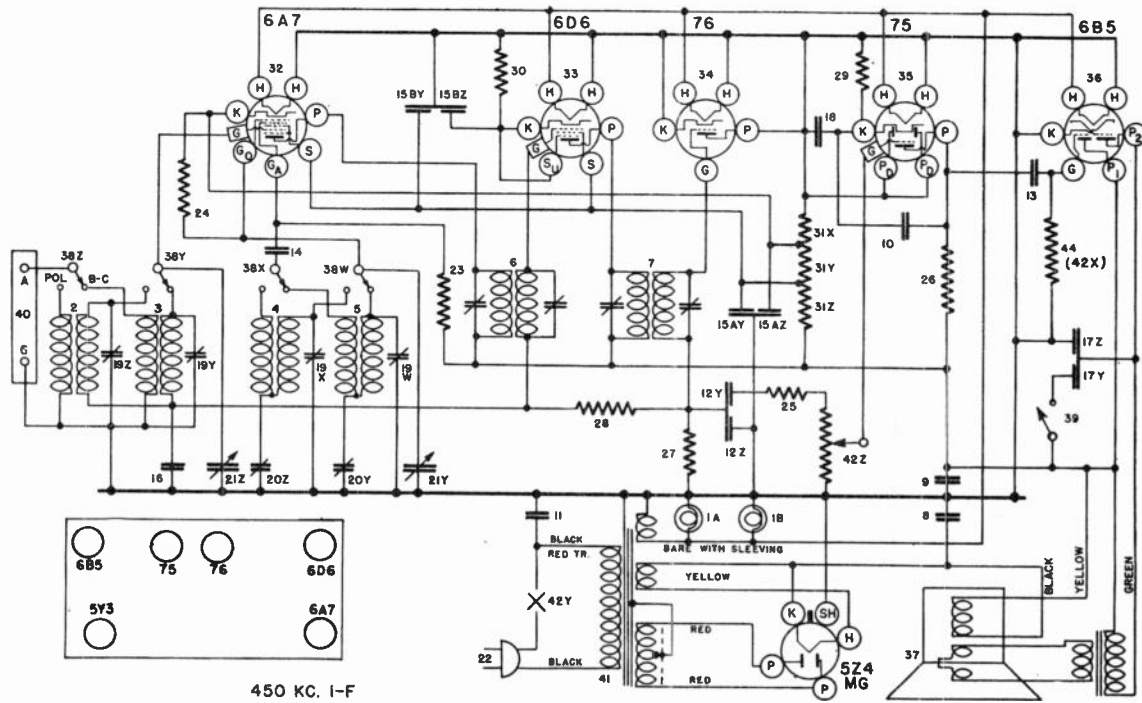 6A7 6D6 76 75 6B5
32 30 33 34 29 35 36
H H H H H H H H H H
15BY 15BZ 18
K P K P K P K P K P2
G GO GA S G SU S G G PD PD G P1
24 14 23 6 7 31X 31Y 31Z 10 26 13 44
(42X)
38Z 38Y 38X 38W
POL B-C
A 40 G
2 3 4 5
19Z 19Y 19X 19W
15AY 15AZ
17Z
17Y
39
28 12Y 25
27 12Z 42Z
16 21Z 20Z 20Y 21Y
9
8
11 1A 1B
BLACK
RED TR.
BARE WITH SLEEVING
YELLOW
42Y
K SH H
RED
22 BLACK 41 RED P P
5Z4
MG
BLACK YELLOW GREEN
37
6B5 75 76 6D6
5Y3 6A7
450 KC. I-F